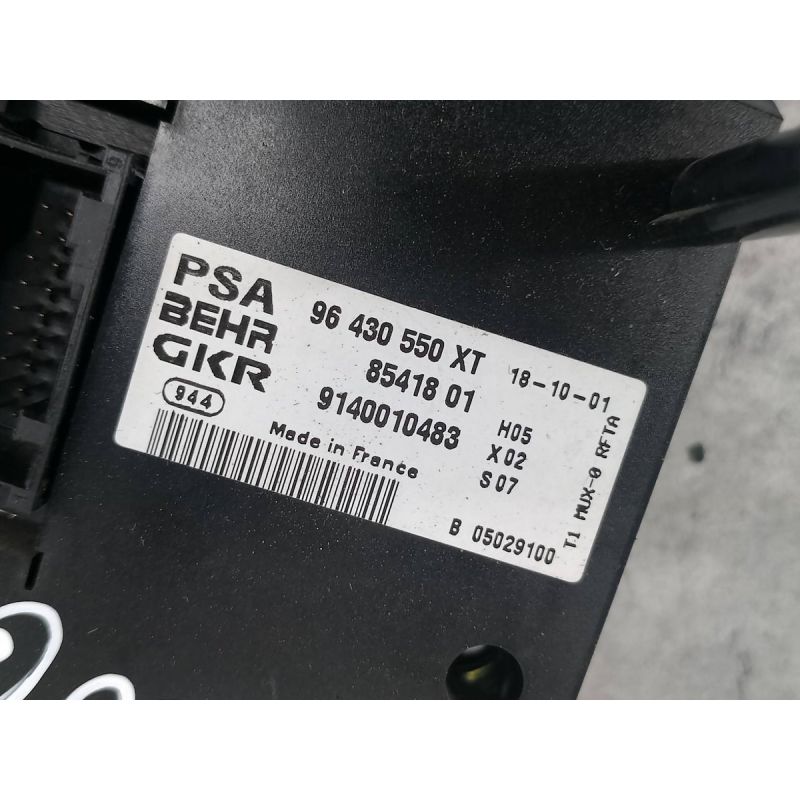 PSA
BEHR
GKR
944
96 430 550 XT
85418 01
9140010483
Made in France
18-10-01
H05
X02
S07
B 05029100
T1 MUX-0 RFTA